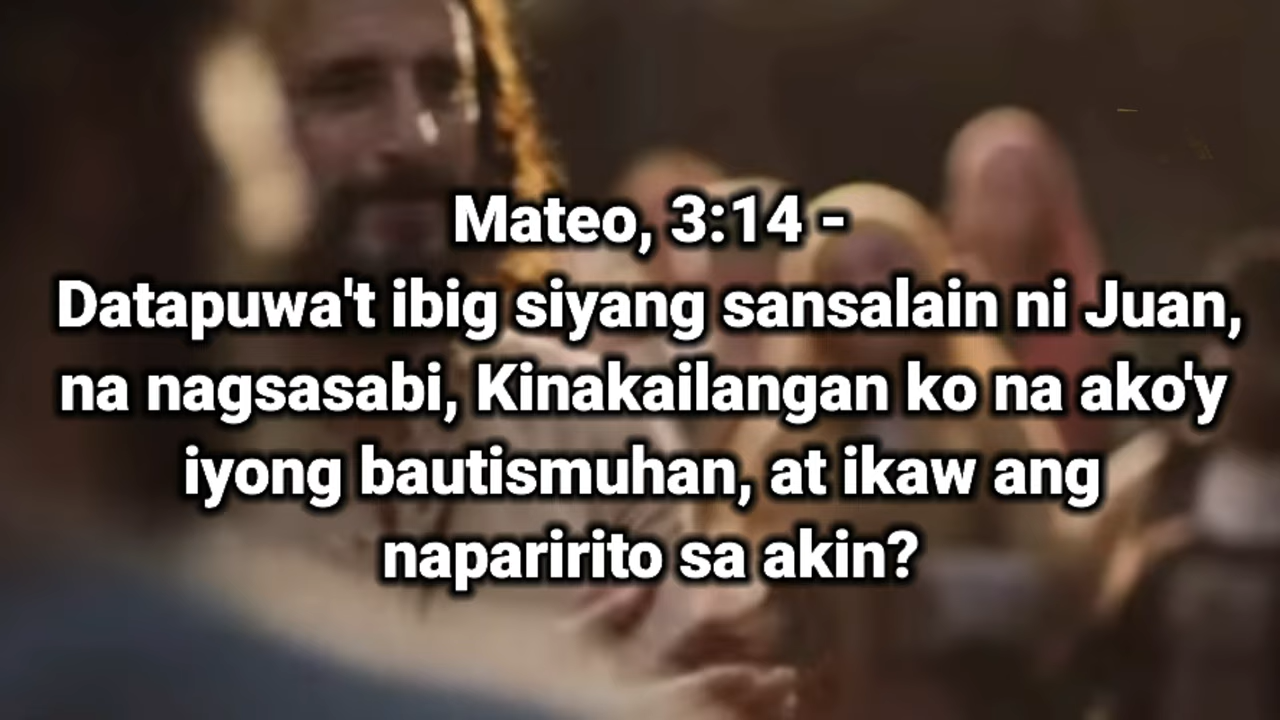 Mateo, 3:14 -
Datapuwa't ibig siyang sansalain ni Juan,
na nagsasabi, Kinakailangan ko na ako'y
iyong bautismuhan, at ikaw ang
naparirito sa akin?